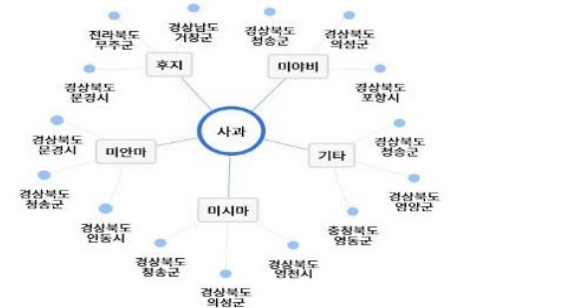 전라북도
무주군
경상남도
거창군
경상북도
청송군
경상북도
의성군
후지
미야비
경상북도
문경시
경상북도
포항시
사과
경상북도
문경시
미얀마
기타
경상북도
청송군
경상북도
청송군
경상북도
영양군
미시마
경상북도
안동시
충청북도
영동군
경상북도
청송군
경상북도
영천시
경상북도
의성군